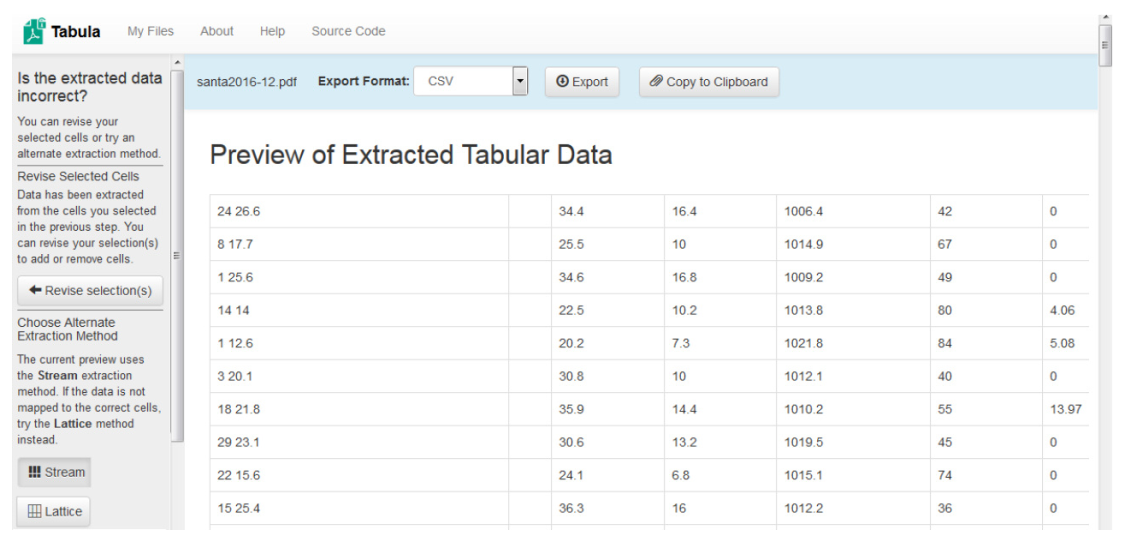 Tabula My Files About Help Source Code
Is the extracted data
incorrect?
You can revise your
selected cells or try an
alternate extraction method.
Revise Selected Cells
Data has been extracted
from the cells you selected
in the previous step. You
can revise your selection(s)
to add or remove cells.
Revise selection(s)
Choose Alternate
Extraction Method
The current preview uses
the Stream extraction
method. If the data is not
mapped to the correct cells,
try the Lattice method
instead.
Stream
Lattice
santa2016-12.pdf Export Format: CSV Export Copy to Clipboard
Preview of Extracted Tabular Data
24 26.6 34.4 16.4 1006.4 42 0
8 17.7 25.5 10 1014.9 67 0
1 25.6 34.6 16.8 1009.2 49 0
14 14 22.5 10.2 1013.8 80 4.06
1 12.6 20.2 7.3 1021.8 84 5.08
3 20.1 30.8 10 1012.1 40 0
18 21.8 35.9 14.4 1010.2 55 13.97
29 23.1 30.6 13.2 1019.5 45 0
22 15.6 24.1 6.8 1015.1 74 0
15 25.4 36.3 16 1012.2 36 0